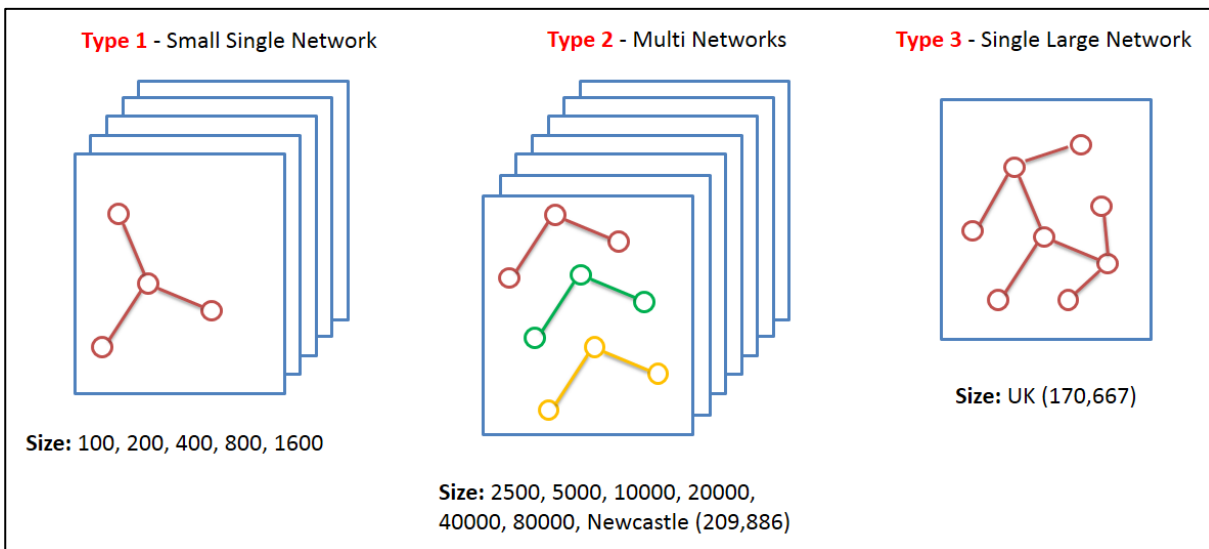 Type 1 - Small Single Network
Size: 100, 200, 400, 800, 1600
Type 2 - Multi Networks
Size: 2500, 5000, 10000, 20000,
40000, 80000, Newcastle (209,886)
Type 3 - Single Large Network
Size: UK (170,667)